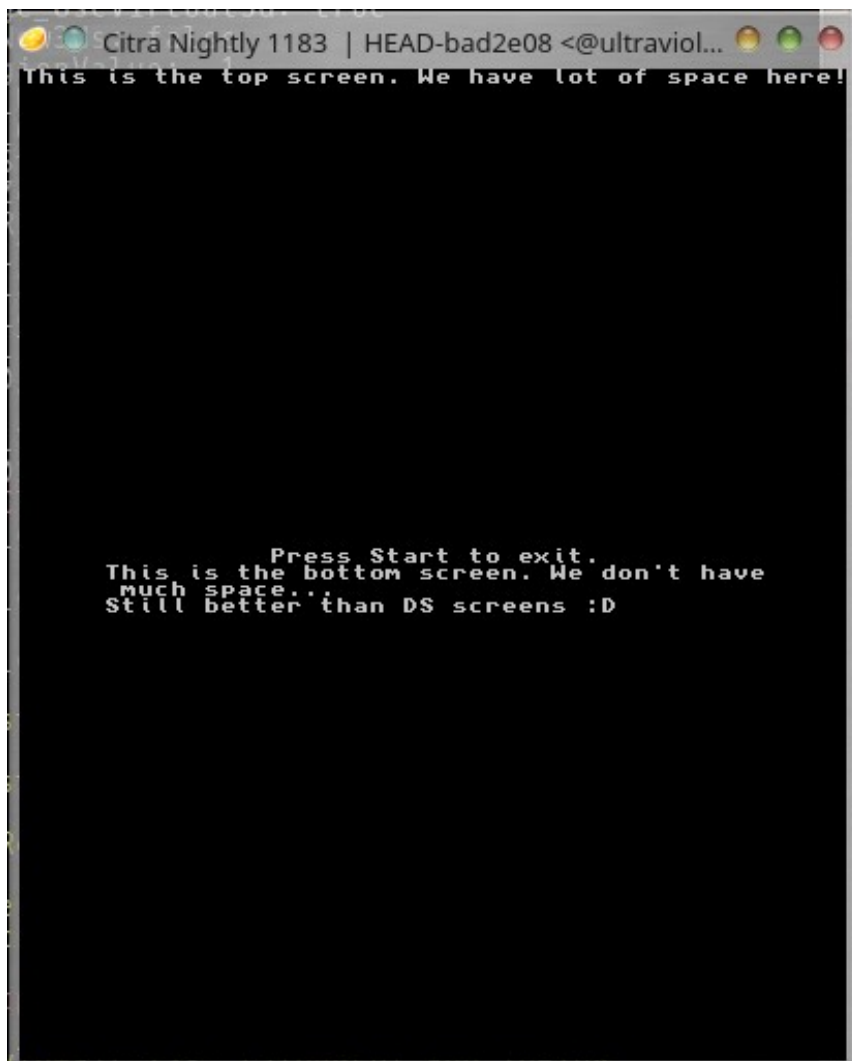 Citra Nightly 1183 | HEAD-bad2e08 <@ultraviol...
This is the top screen. We have lot of space here!
Press Start to exit.
This is the bottom screen. We don't have
much space...
Still better than DS screens :D